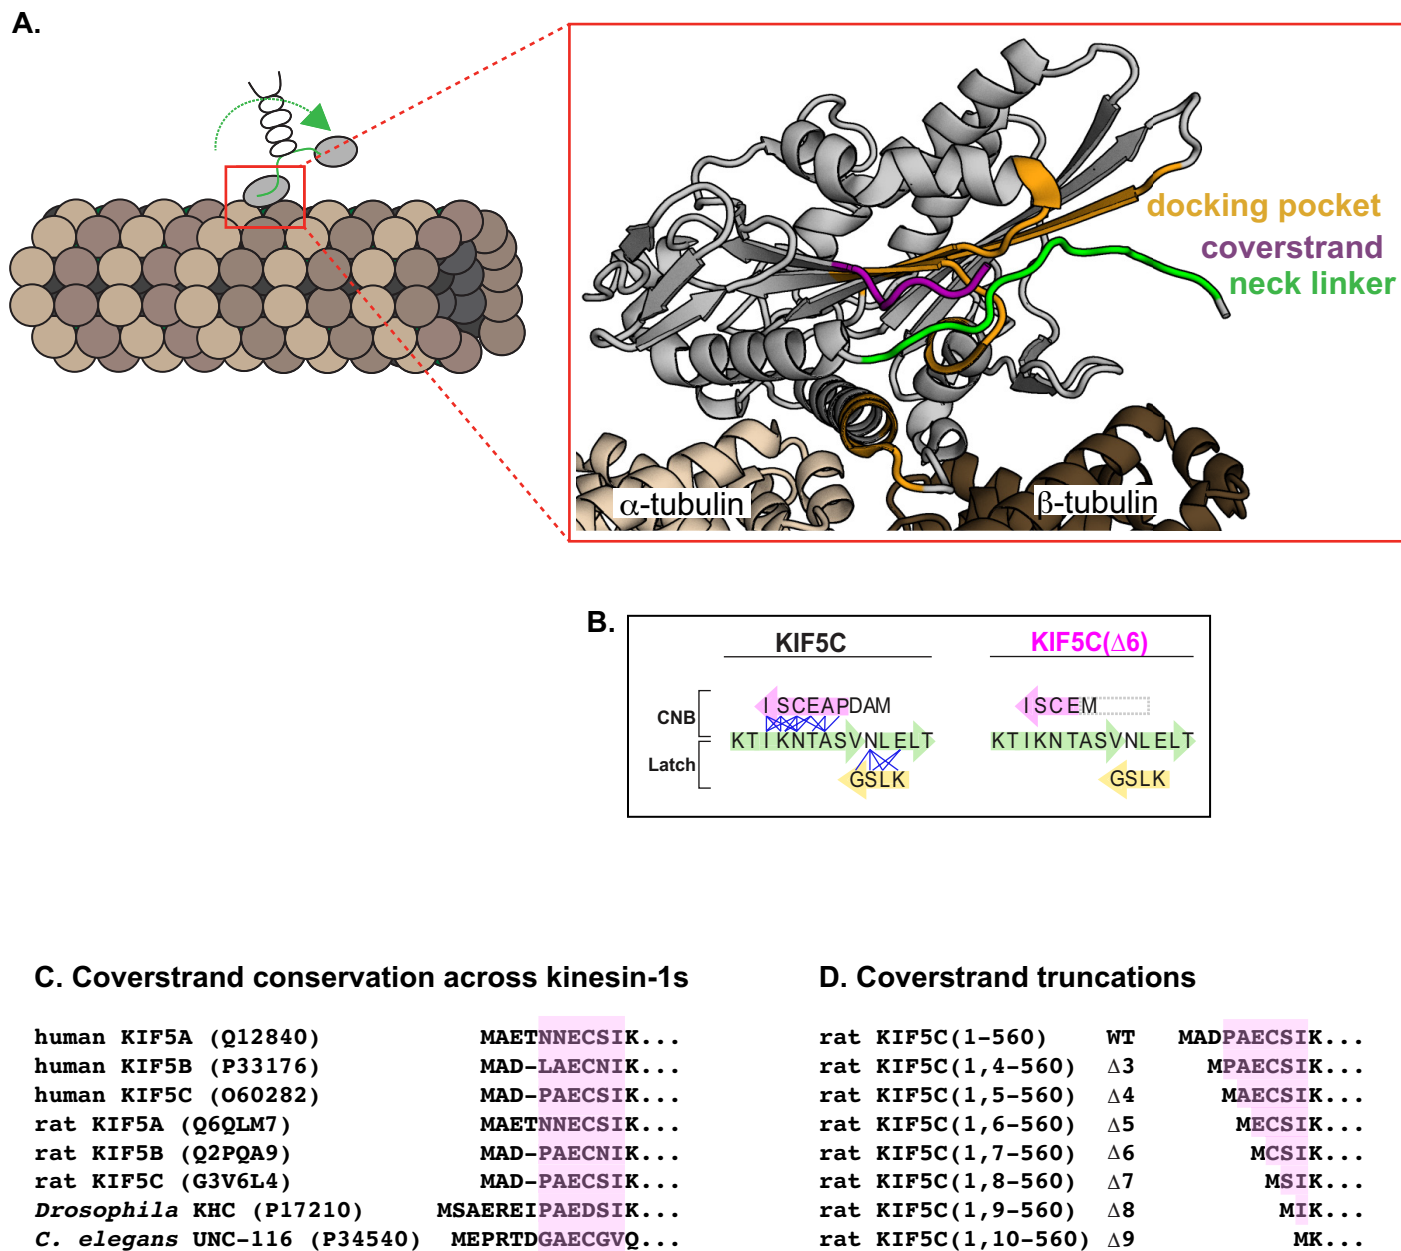 A.
docking pocket
coverstrand
neck linker
α-tubulin
β-tubulin
B.
KIF5C
KIF5C(Δ6)
CNB
ISCEAPDAM
ISCEM
KTIKNTASVNLELT
KTIKNTASVNLELT
Latch
GSLK
GSLK
C. Coverstrand conservation across kinesin-1s
human KIF5A (Q12840) MAETNNECSIK...
human KIF5B (P33176) MAD-LAECNIK...
human KIF5C (O60282) MAD-PAECSIK...
rat KIF5A (Q6QLM7) MAETNNECSIK...
rat KIF5B (Q2PQA9) MAD-PAECNIK...
rat KIF5C (G3V6L4) MAD-PAECSIK...
Drosophila KHC (P17210) MSAEREIPAEDSIK...
C. elegans UNC-116 (P34540) MEPRTDGAECGVQ...
D. Coverstrand truncations
rat KIF5C(1-560) WT MADPAECSIK...
rat KIF5C(1,4-560) Δ3 MPAECSIK...
rat KIF5C(1,5-560) Δ4 MAECSIK...
rat KIF5C(1,6-560) Δ5 MECSIK...
rat KIF5C(1,7-560) Δ6 MCSIK...
rat KIF5C(1,8-560) Δ7 MSIK...
rat KIF5C(1,9-560) Δ8 MIK...
rat KIF5C(1,10-560) Δ9 MK...